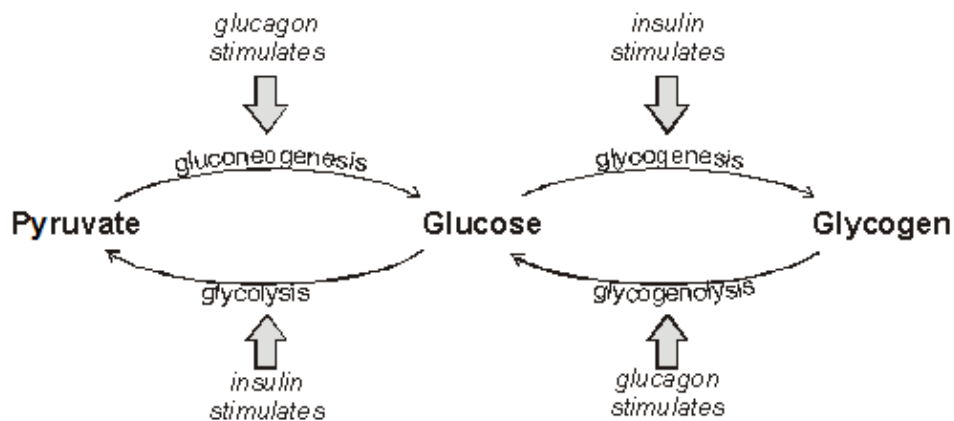 glucagon
stimulates
insulin
stimulates
gluconeogenesis
glycogenesis
Pyruvate
Glucose
Glycogen
glycolysis
glycogenolysis
insulin
stimulates
glucagon
stimulates